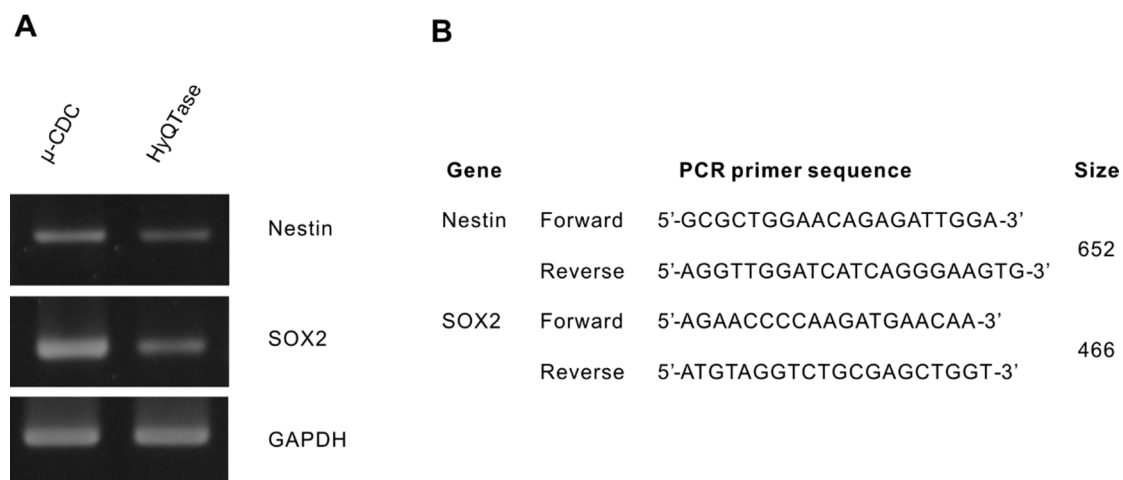 A
B
μ-CDC
HyQTase
Nestin
SOX2
GAPDH
Gene PCR primer sequence Size
Nestin Forward 5’-GCGCTGGAACAGAGATTGGA-3’
652
Reverse 5’-AGGTTGGATCATCAGGGAAGTG-3’
SOX2 Forward 5’-AGAACCCCAAGATGAACAA-3’
466
Reverse 5’-ATGTAGGTCTGCGAGCTGGT-3’